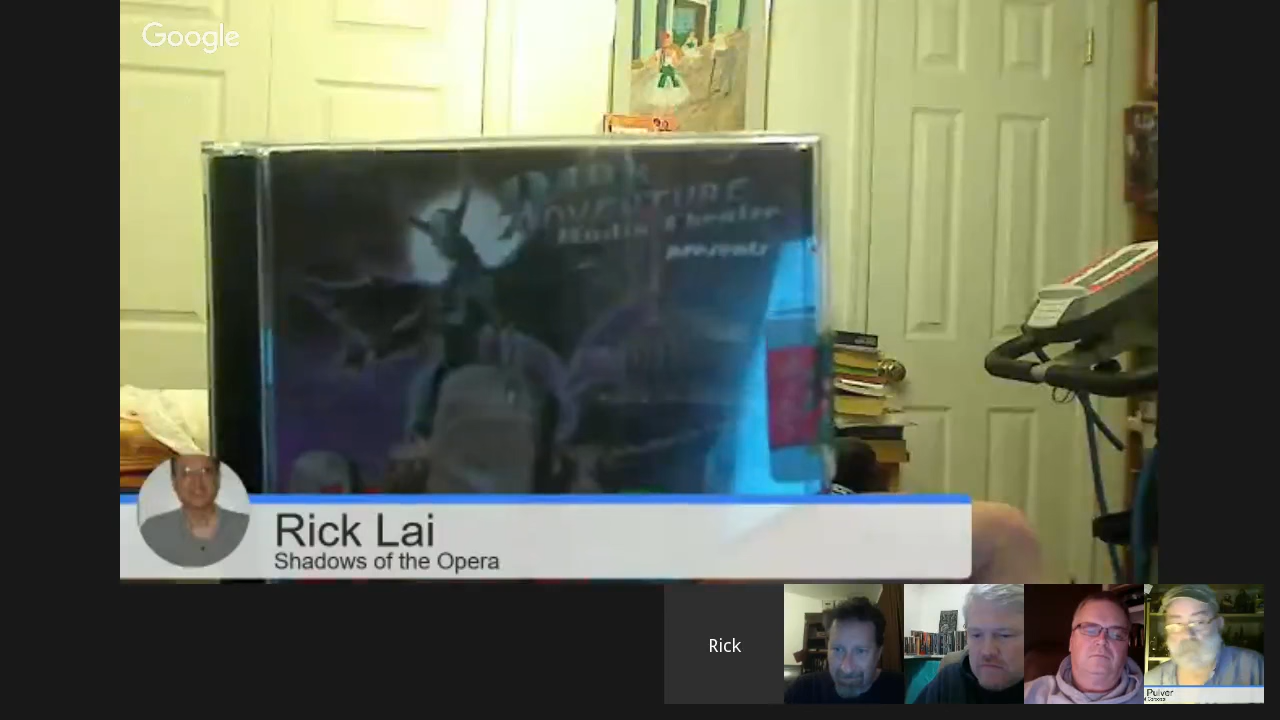 Google
DARK
ADVENTURE
Radio Theatre
presents
Rick Lai
Shadows of the Opera
Rick
Pulver